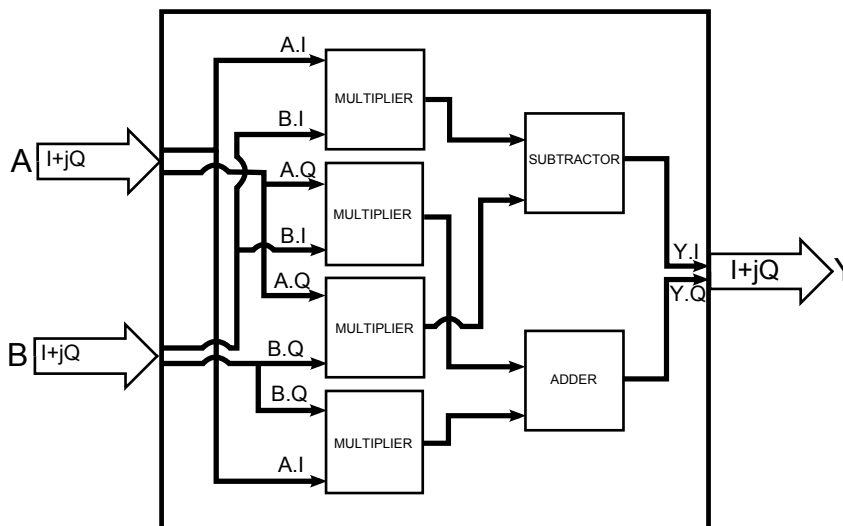 A.I
MULTIPLIER
B.I
A
I+jQ
A.Q
MULTIPLIER
B.I
SUBTRACTOR
A.Q
MULTIPLIER
B.Q
Y.I
Y.Q
I+jQ
Y
B
I+jQ
B.Q
MULTIPLIER
A.I
ADDER